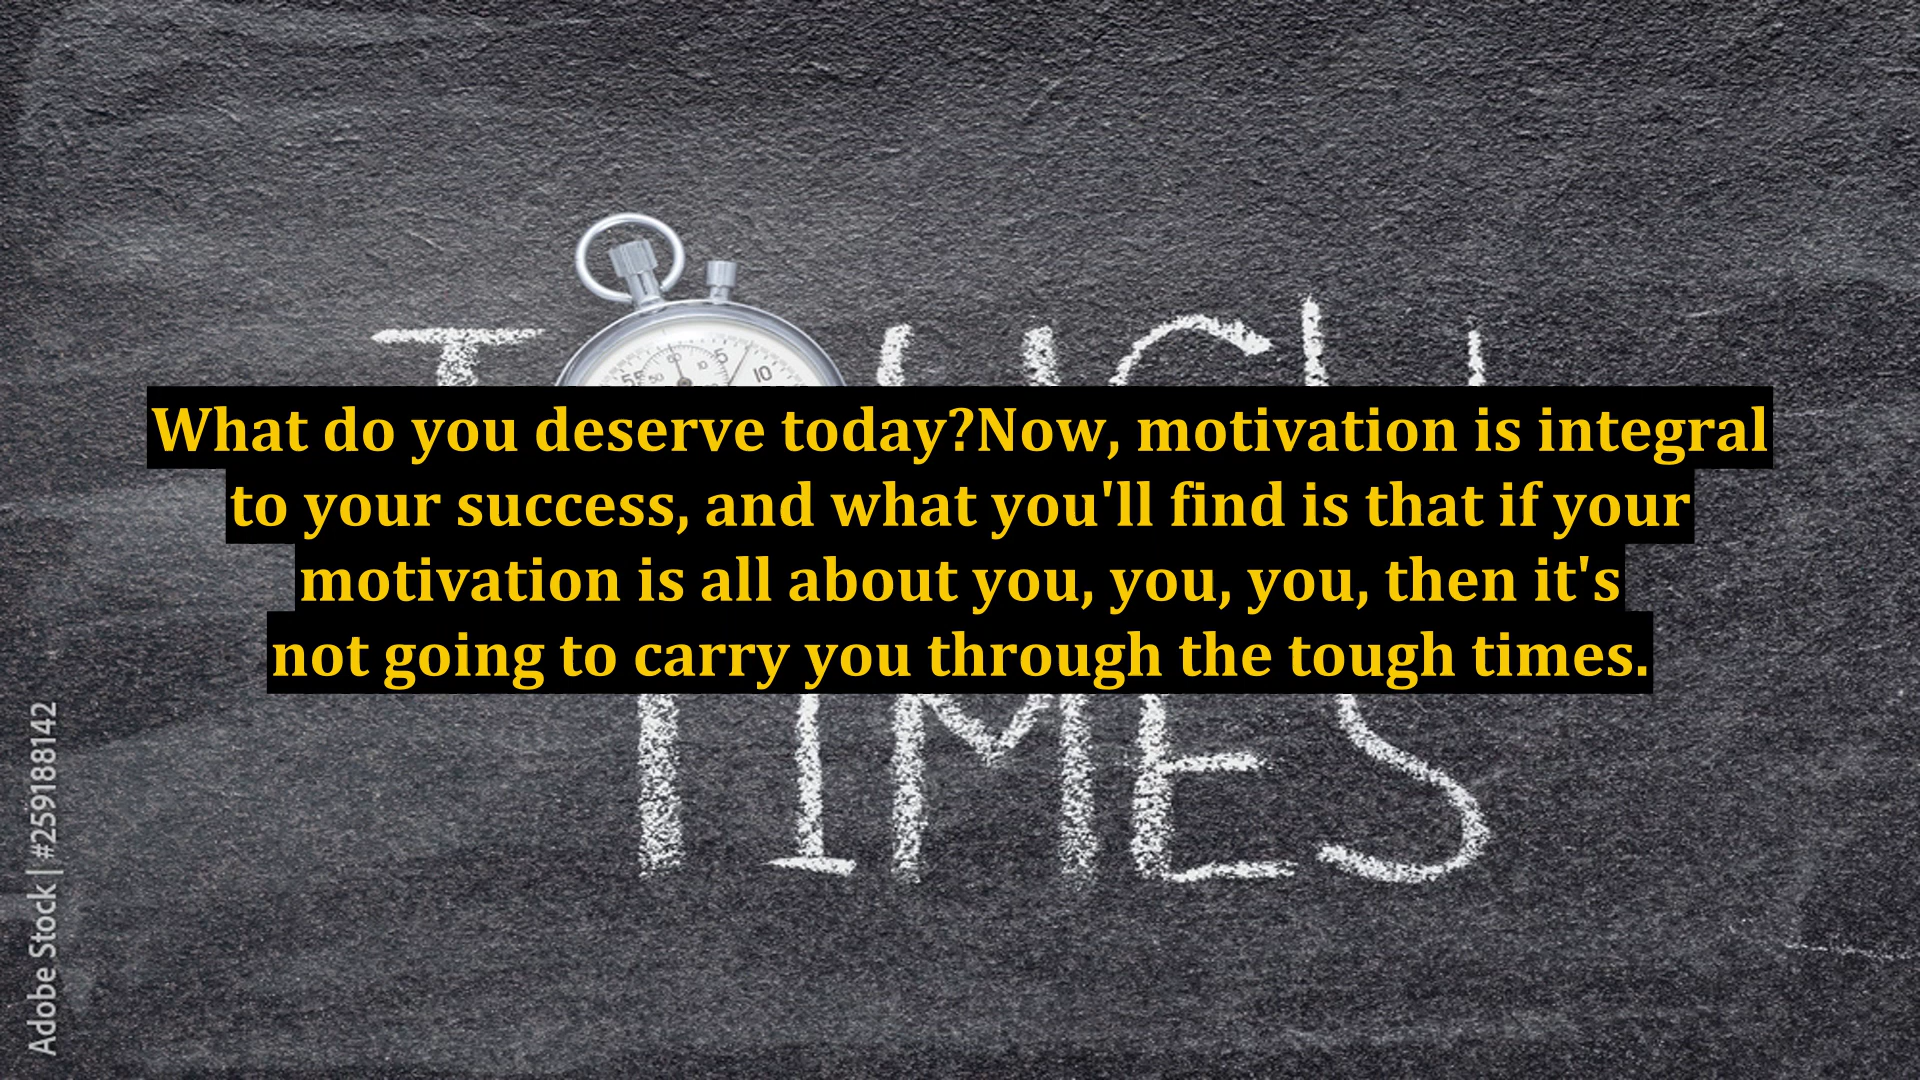 T UGH
What do you deserve today?Now, motivation is integral
to your success, and what you'll find is that if your
motivation is all about you, you, you, then it's
not going to carry you through the tough times.
TIMES
Adobe Stock | #259188142